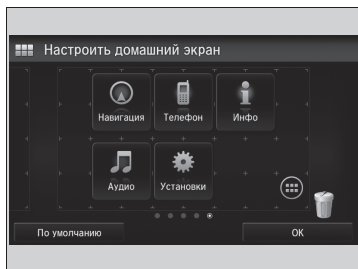 Настроить домашний экран
Навигация Телефон Инфо
Аудио Установки
По умолчанию OK